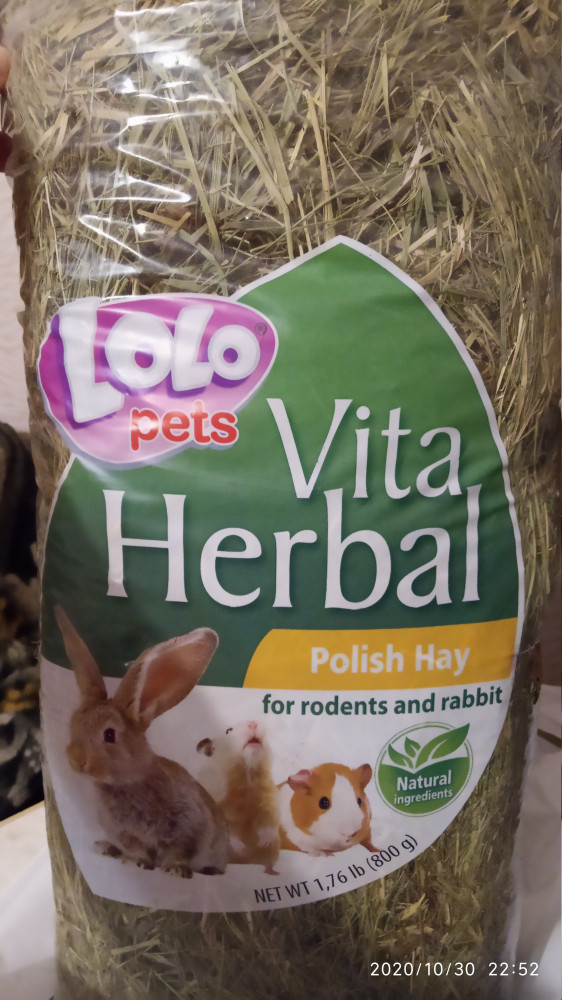 LOLO ®
pets
Vita
Herbal
Polish Hay
for rodents and rabbit
Natural
ingredients
NET WT 1,76 lb (800 g)
2020/10/30 22:52